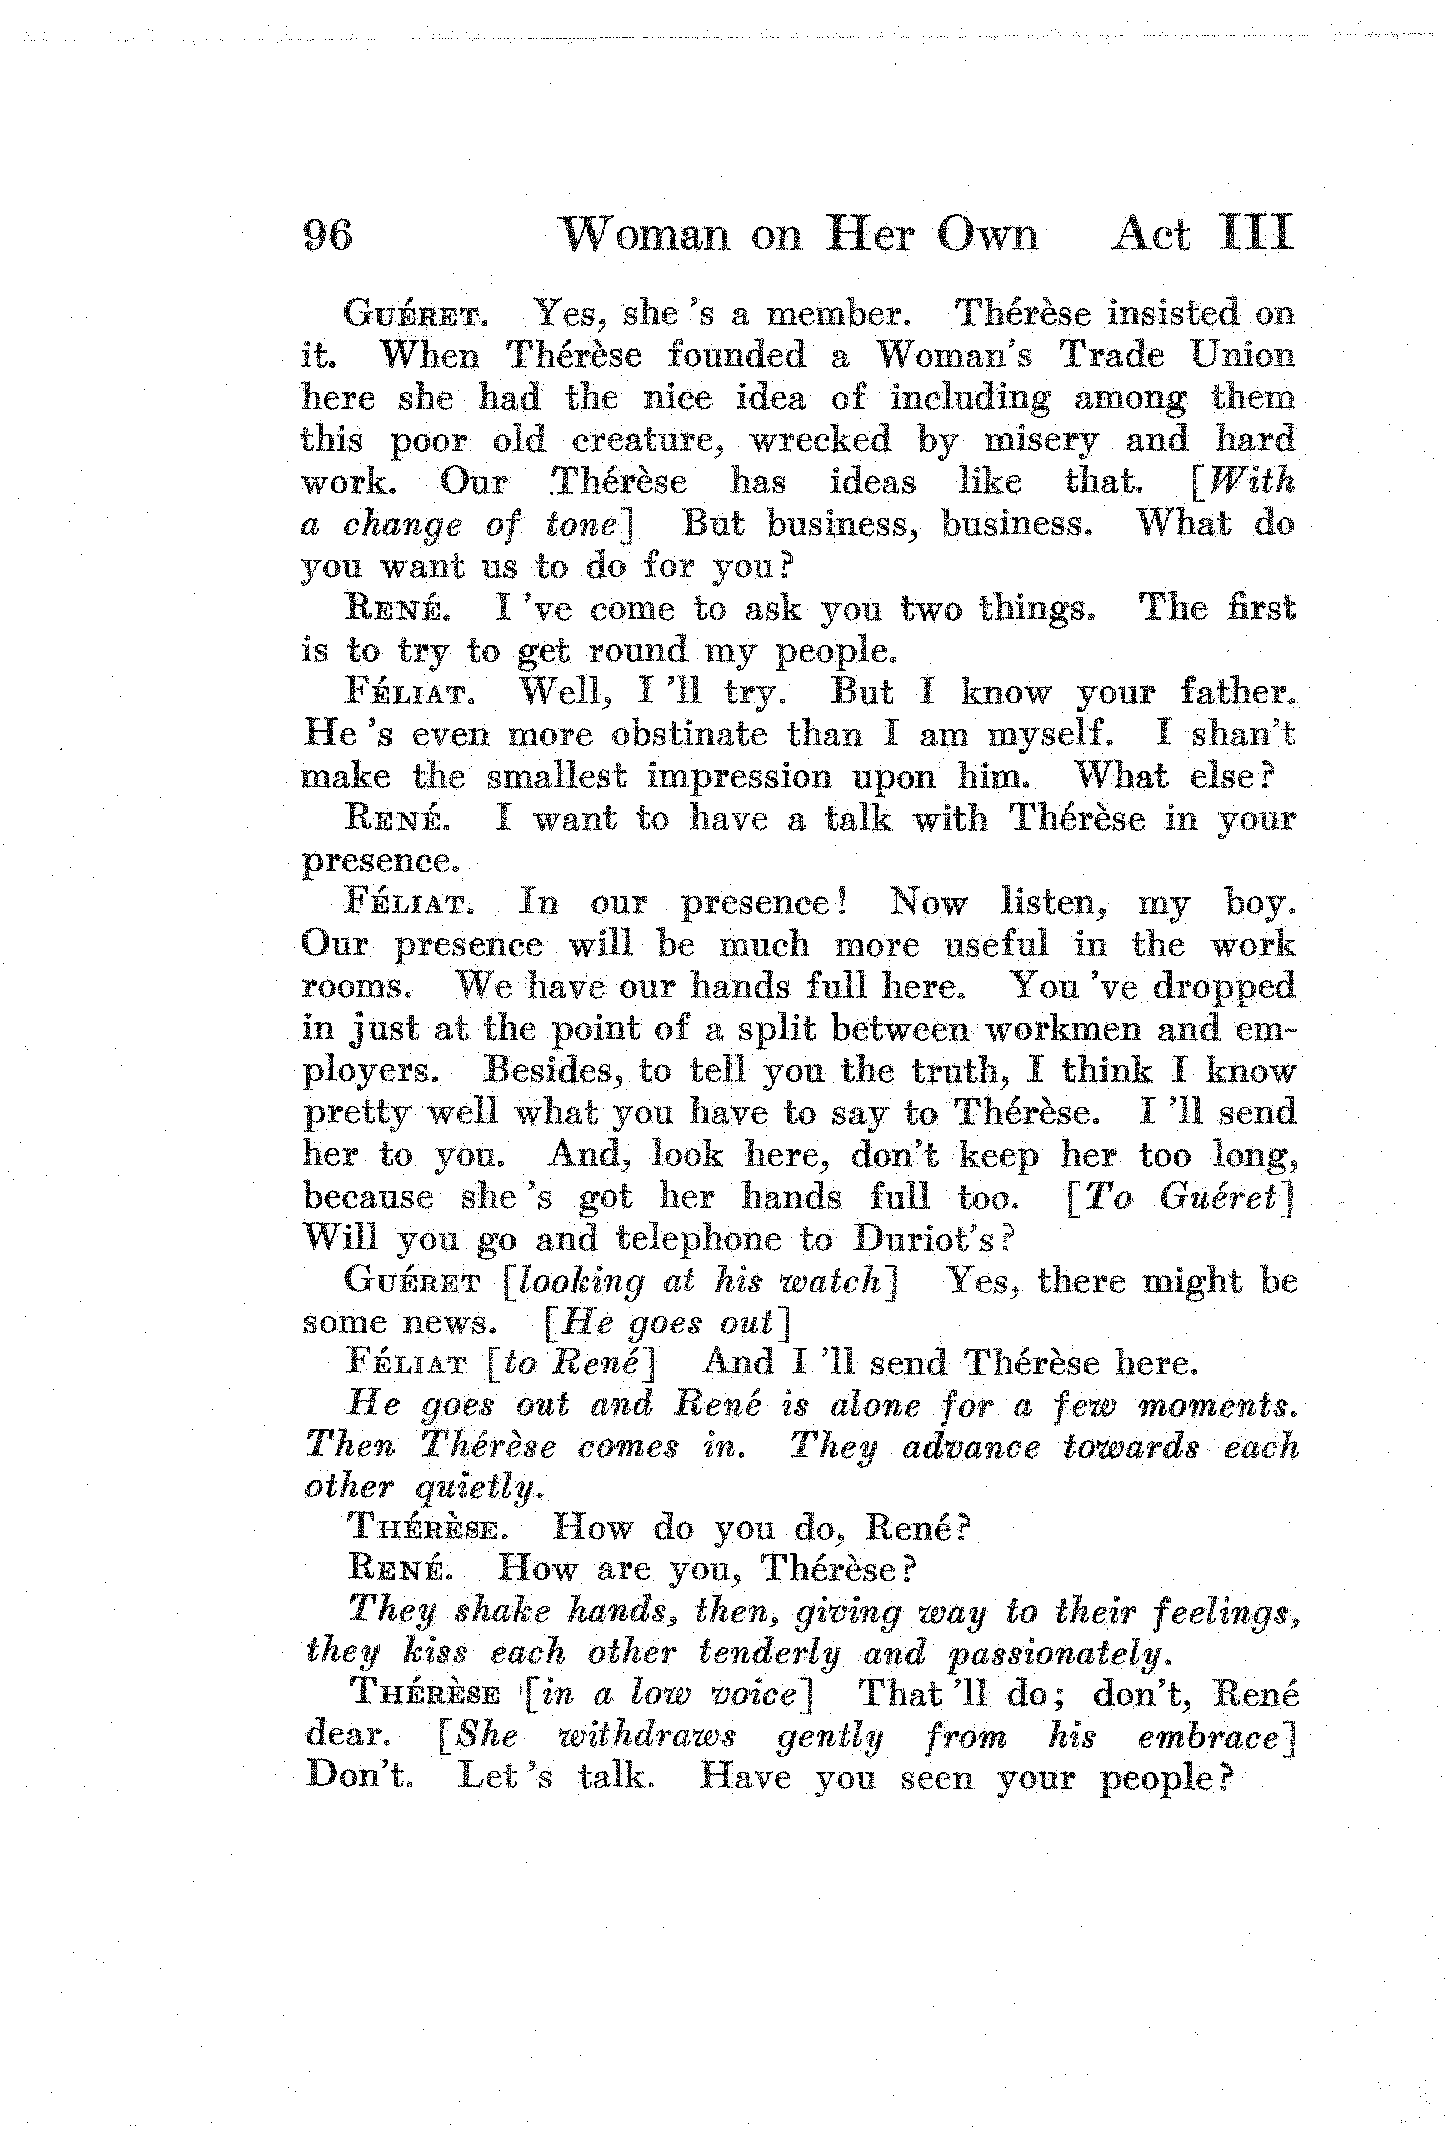 96 Woman on Her Own Act III
GUÉRET. Yes, she 's a member. Thérèse insisted on
it. When Thérèse founded a Woman's Trade Union
here she had the nice idea of including among them
this poor old creature, wrecked by misery and hard
work. Our Thérèse has ideas like that. [With
a change of tone] But business, business. What do
you want us to do for you?
RENÉ. I 've come to ask you two things. The first
is to try to get round my people.
FÉLIAT. Well, I 'll try. But I know your father.
He 's even more obstinate than I am myself. I shan't
make the smallest impression upon him. What else?
RENÉ. I want to have a talk with Thérèse in your
presence.
FÉLIAT. In our presence! Now listen, my boy.
Our presence will be much more useful in the work
rooms. We have our hands full here. You 've dropped
in just at the point of a split between workmen and em-
ployers. Besides, to tell you the truth, I think I know
pretty well what you have to say to Thérèse. I 'll send
her to you. And, look here, don't keep her too long,
because she 's got her hands full too. [To Guéret]
Will you go and telephone to Duriot's?
GUÉRET [looking at his watch] Yes, there might be
some news. [He goes out]
FÉLIAT [to René] And I 'll send Thérèse here.
He goes out and René is alone for a few moments.
Then Thérèse comes in. They advance towards each
other quietly.
THÉRÈSE. How do you do, René?
RENÉ. How are you, Thérèse?
They shake hands, then, giving way to their feelings,
they kiss each other tenderly and passionately.
THÉRÈSE [in a low voice] That 'll do; don't, René
dear. [She withdraws gently from his embrace]
Don't. Let 's talk. Have you seen your people?